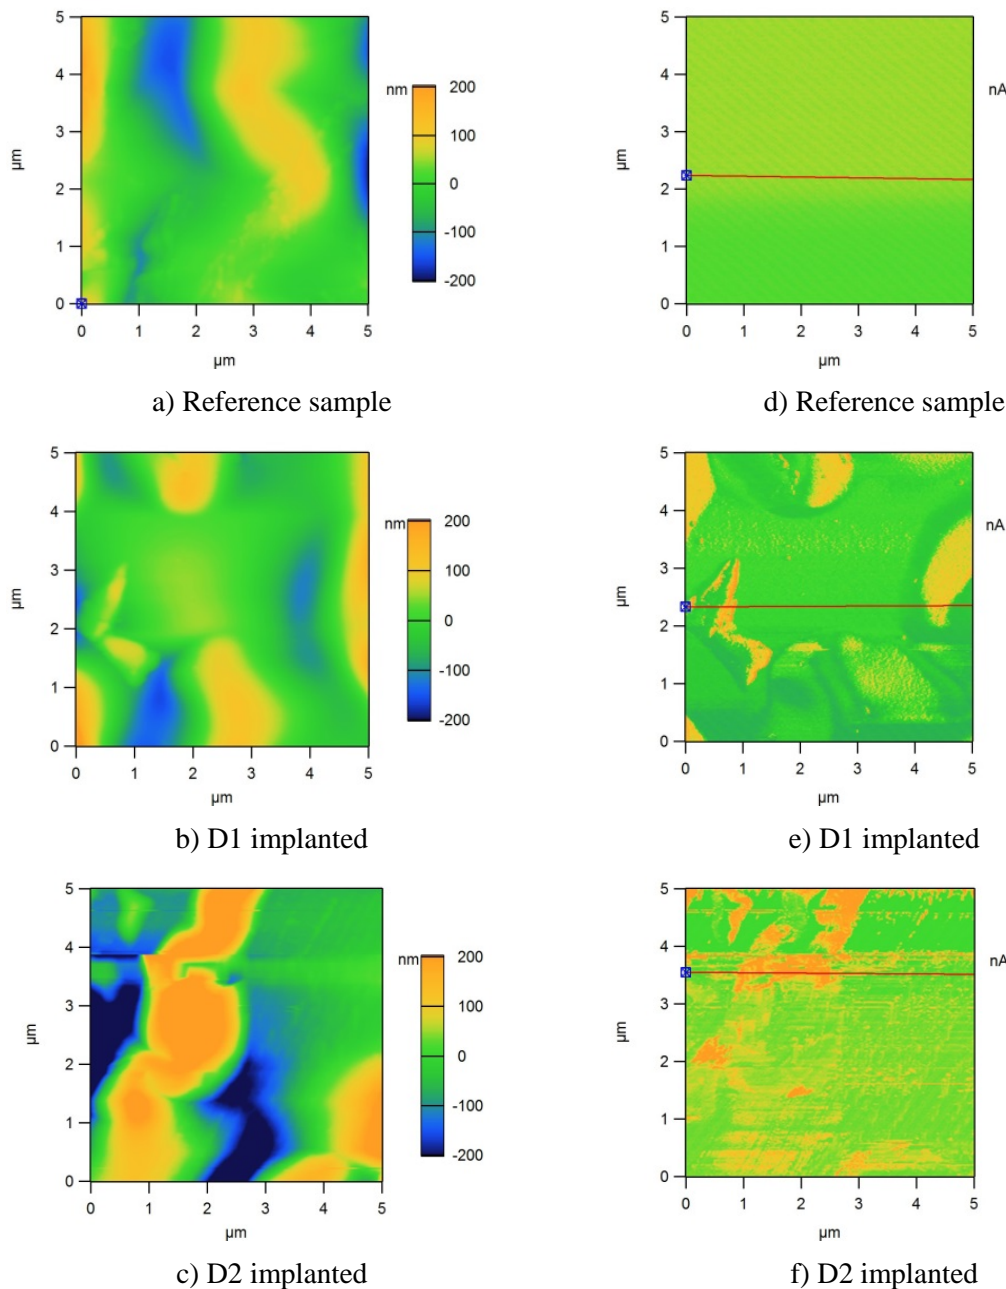 5
4
3
2
1
0
µm
0 1 2 3 4 5
µm
nm
200
100
0
-100
-200
a) Reference sample
5
4
3
2
1
0
µm
0 1 2 3 4 5
µm
nA
d) Reference sample
5
4
3
2
1
0
µm
0 1 2 3 4 5
µm
nm
200
100
0
-100
-200
b) D1 implanted
5
4
3
2
1
0
µm
0 1 2 3 4 5
µm
nA
e) D1 implanted
5
4
3
2
1
0
µm
0 1 2 3 4 5
µm
nm
200
100
0
-100
-200
c) D2 implanted
5
4
3
2
1
0
µm
0 1 2 3 4 5
µm
nA
f) D2 implanted